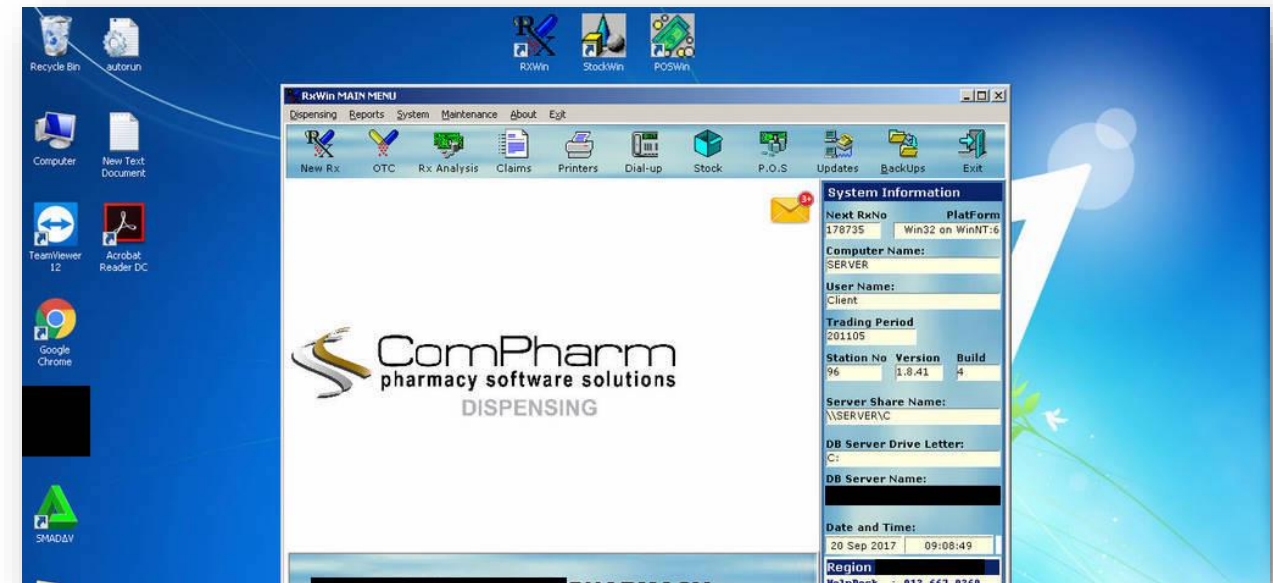 Recycle Bin
autorun
RXWin
StockWin
POSWin
Computer
New Text
Document
TeamViewer
12
Acrobat
Reader DC
Google
Chrome
SMADΔV
RxWin MAIN MENU
Dispensing Reports System Maintenance About Exit
New Rx OTC Rx Analysis Claims Printers Dial-up Stock P.O.S Updates BackUps Exit
3+
ComPharm
pharmacy software solutions
DISPENSING
System Information
Next RxNo PlatForm
178735 Win32 on WinNT:6
Computer Name:
SERVER
User Name:
Client
Trading Period
201105
Station No Version Build
96 1.8.41 4
Server Share Name:
\\SERVER\C
DB Server Drive Letter:
C:
DB Server Name:
Date and Time:
20 Sep 2017 09:08:49
Region